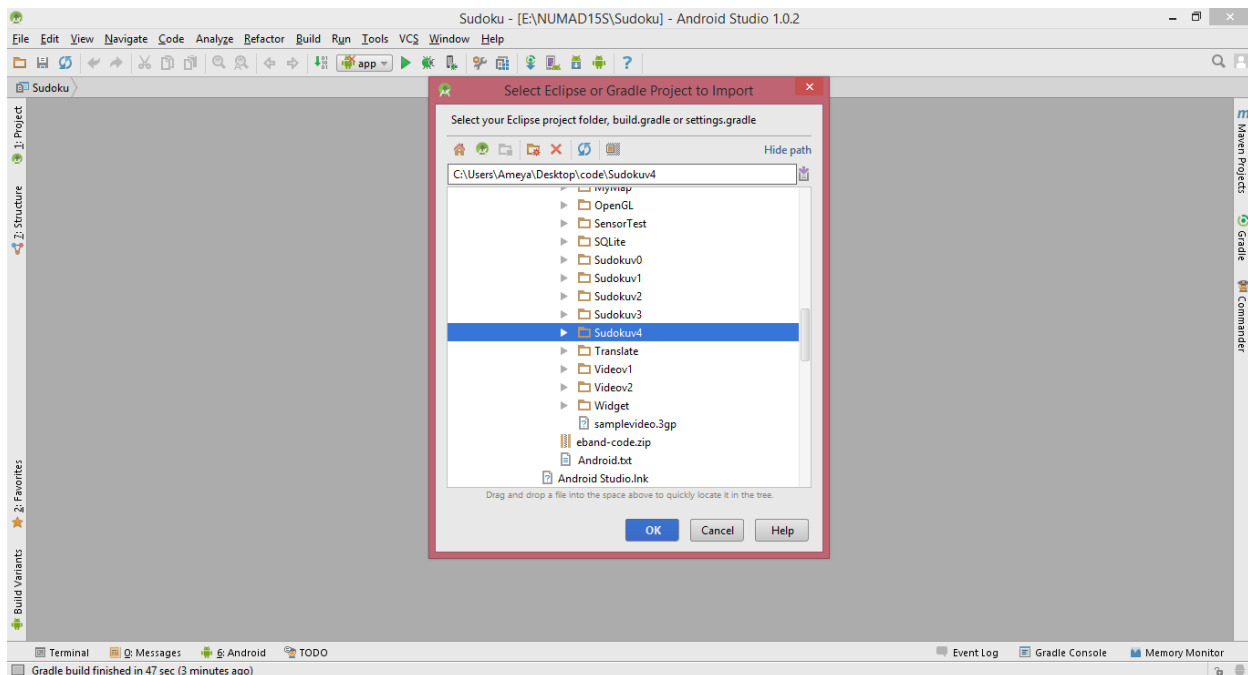 Sudoku - [E:\NUMAD15S\Sudoku] - Android Studio 1.0.2
File Edit View Navigate Code Analyze Refactor Build Run Tools VCS Window Help
app
Sudoku
Select Eclipse or Gradle Project to Import
Select your Eclipse project folder, build.gradle or settings.gradle
Hide path
C:\Users\Ameya\Desktop\code\Sudokuv4
MyMap
OpenGL
SensorTest
SQLite
Sudokuv0
Sudokuv1
Sudokuv2
Sudokuv3
Sudokuv4
Translate
Videov1
Videov2
Widget
samplevideo.3gp
eband-code.zip
Android.txt
Android Studio.lnk
Drag and drop a file into the space above to quickly locate it in the tree.
OK Cancel Help
1: Project
7: Structure
2: Favorites
Build Variants
Maven Projects
Gradle
Commander
Terminal 0: Messages 6: Android TODO Event Log Gradle Console Memory Monitor
Gradle build finished in 47 sec (3 minutes ago)